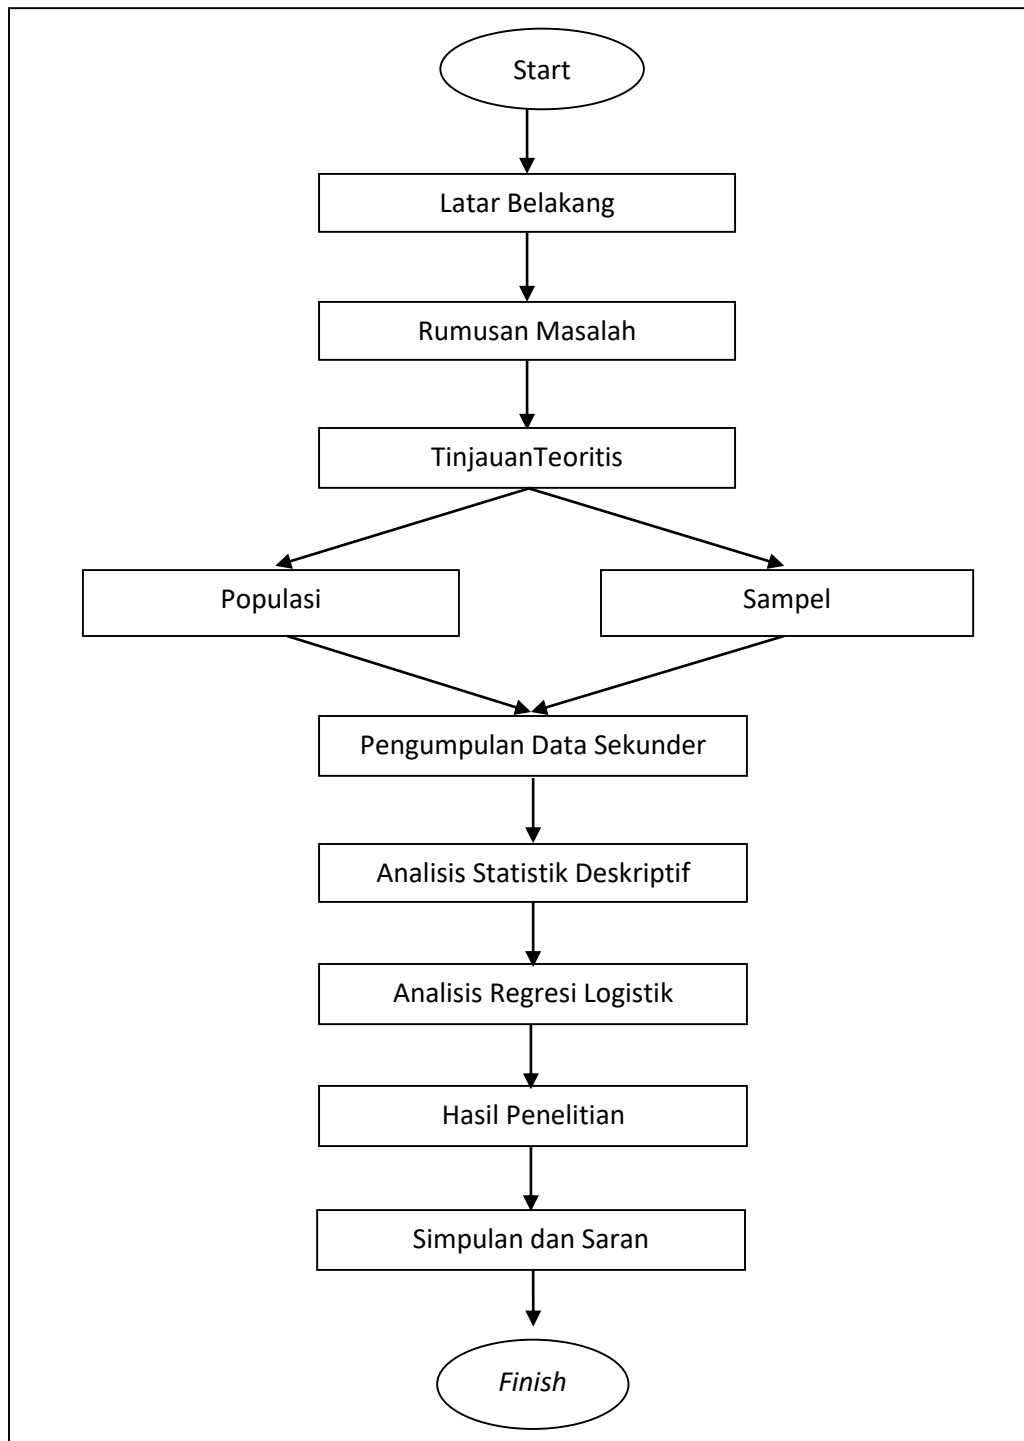 Start
Latar Belakang
Rumusan Masalah
TinjauanTeoritis
Populasi
Sampel
Pengumpulan Data Sekunder
Analisis Statistik Deskriptif
Analisis Regresi Logistik
Hasil Penelitian
Simpulan dan Saran
Finish